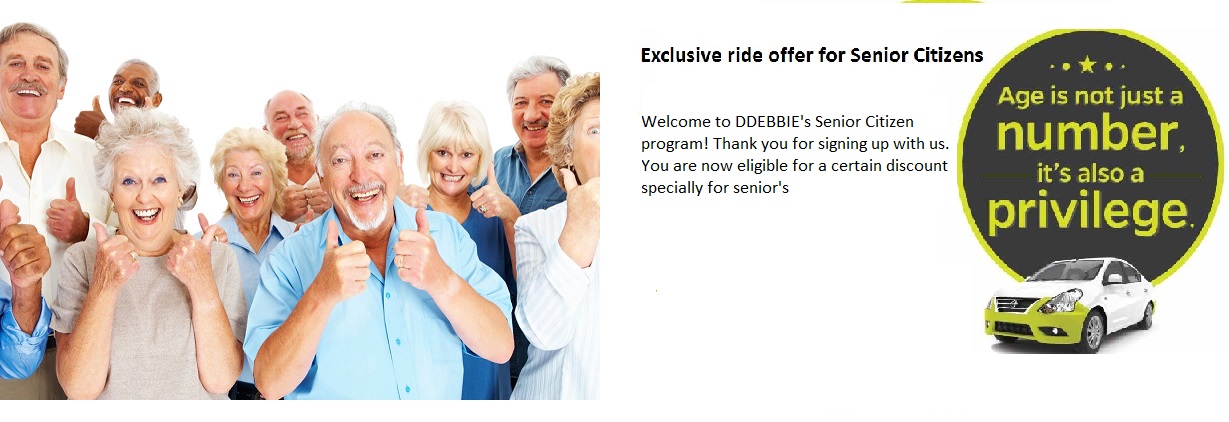 Exclusive ride offer for Senior Citizens
Welcome to DDEBBIE's Senior Citizen
program! Thank you for signing up with us.
You are now eligible for a certain discount
specially for senior's
Age is not just a
number,
it's also a
privilege.